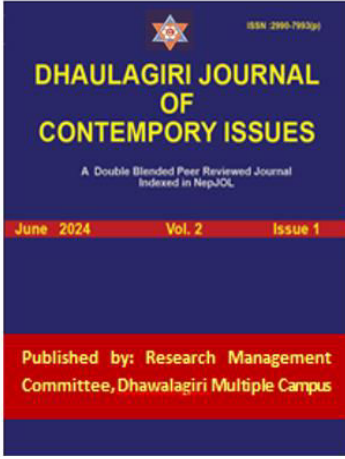 ISSN :2990-7993(p)
DHAULAGIRI JOURNAL
OF
CONTEMPORY ISSUES
A Double Blended Peer Reviewed Journal
Indexed in NepJOL
June 2024 Vol. 2 Issue 1
Published by: Research Management
Committee, Dhawalagiri Multiple Campus